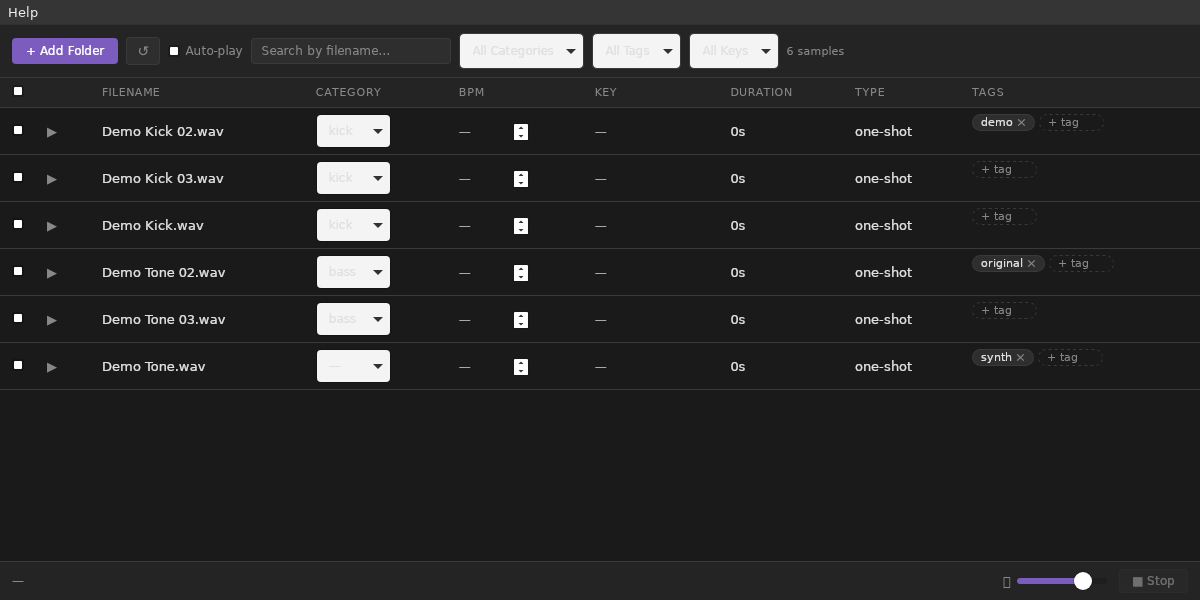 Help
+ Add Folder ↺ Auto-play Search by filename... All Categories All Tags All Keys 6 samples
FILENAME CATEGORY BPM KEY DURATION TYPE TAGS
▶ Demo Kick 02.wav kick — — 0s one-shot demo × + tag
▶ Demo Kick 03.wav kick — — 0s one-shot + tag
▶ Demo Kick.wav kick — — 0s one-shot + tag
▶ Demo Tone 02.wav bass — — 0s one-shot original × + tag
▶ Demo Tone 03.wav bass — — 0s one-shot + tag
▶ Demo Tone.wav — — — 0s one-shot synth × + tag
— ■ Stop